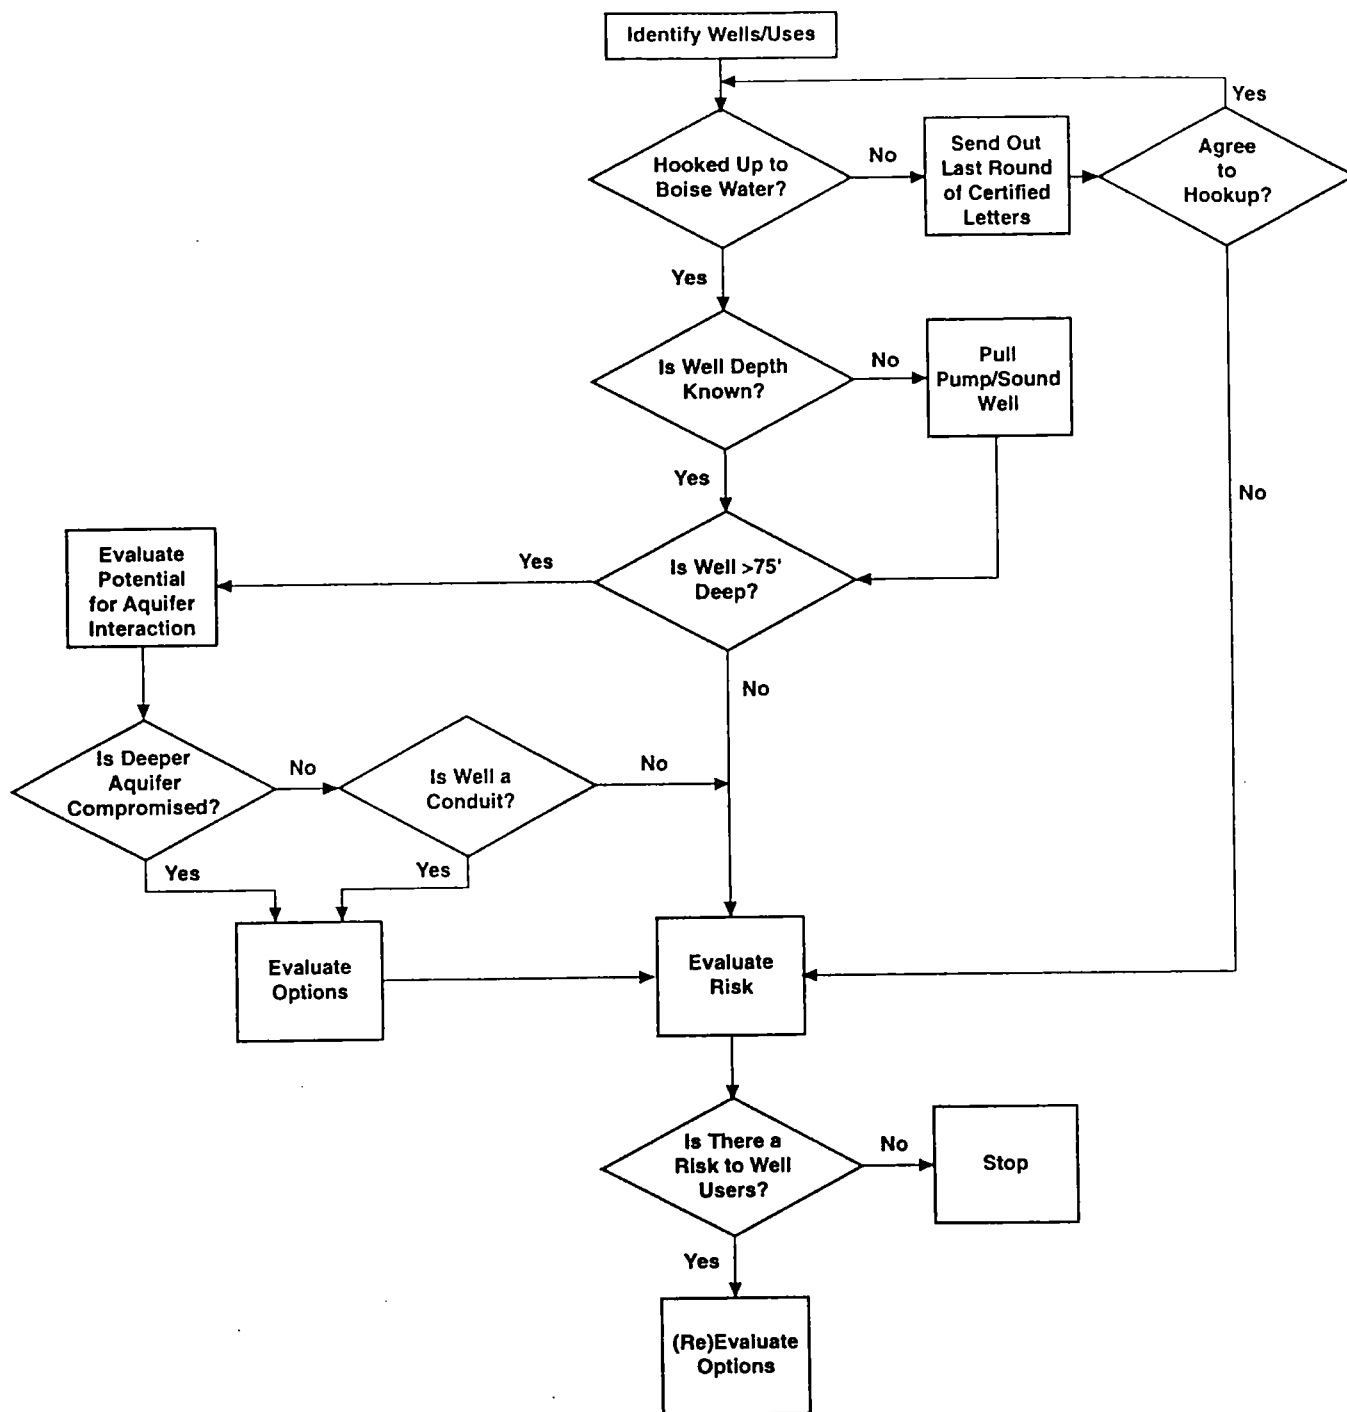 Identify Wells/Uses
Yes
Hooked Up to
Boise Water?
No
Send Out
Last Round
of Certified
Letters
Agree
to
Hookup?
Yes
Is Well Depth
Known?
No
Pull
Pump/Sound
Well
Yes
No
Evaluate
Potential
for Aquifer
Interaction
Yes
Is Well >75'
Deep?
No
Is Deeper
Aquifer
Compromised?
No
Is Well a
Conduit?
No
Yes
Yes
Evaluate
Options
Evaluate
Risk
Is There a
Risk to Well
Users?
No
Stop
Yes
(Re)Evaluate
Options